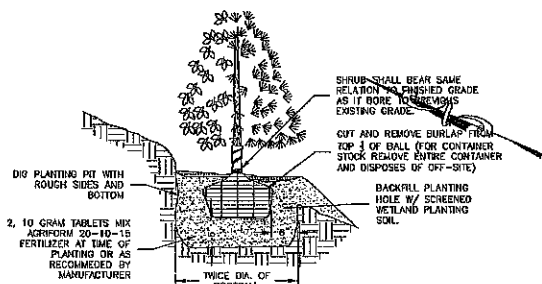 SHRUB SHALL BEAR SAME
RELATION TO FINISHED GRADE
AS IT BORE TO PREVIOUS
EXISTING GRADE.
CUT AND REMOVE BURLAP FROM
TOP OF BALL (FOR CONTAINER
STOCK REMOVE ENTIRE CONTAINER
AND DISPOSES OF OFF-SITE)
DIG PLANTING PIT WITH
ROUGH SIDES AND
BOTTOM
BACKFILL PLANTING
HOLE W/ SCREENED
WETLAND PLANTING
SOIL.
2, 10 GRAM TABLETS MIX
AGRIFORM 20-10-15
FERTILIZER AT TIME OF
PLANTING OR AS
RECOMMEDED BY
MANUFACTURER
6
TWICE DIA. OF